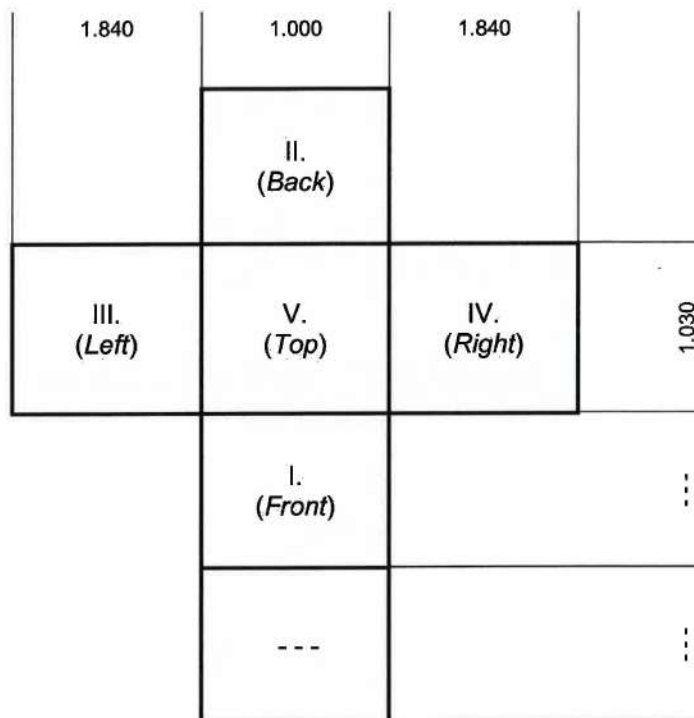 1.840 1.000 1.840
II.
(Back)
III. V. IV.
(Left) (Top) (Right)
1.030
I.
(Front)
---
---
---